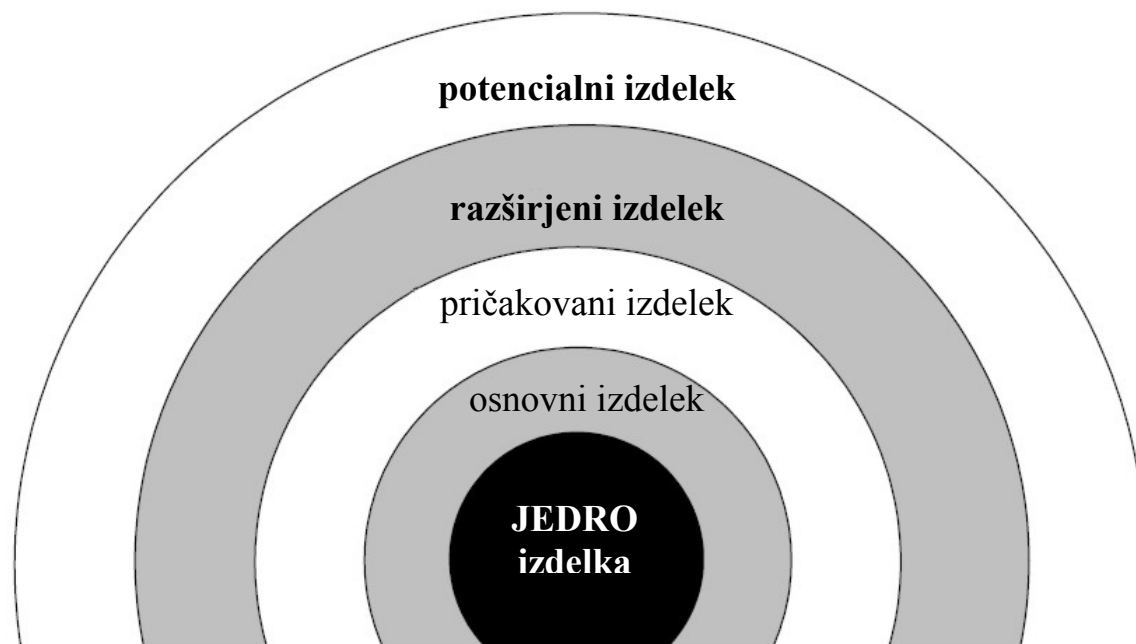 potencialni izdelek
razširjeni izdelek
pričakovani izdelek
osnovni izdelek
JEDRO
izdelka